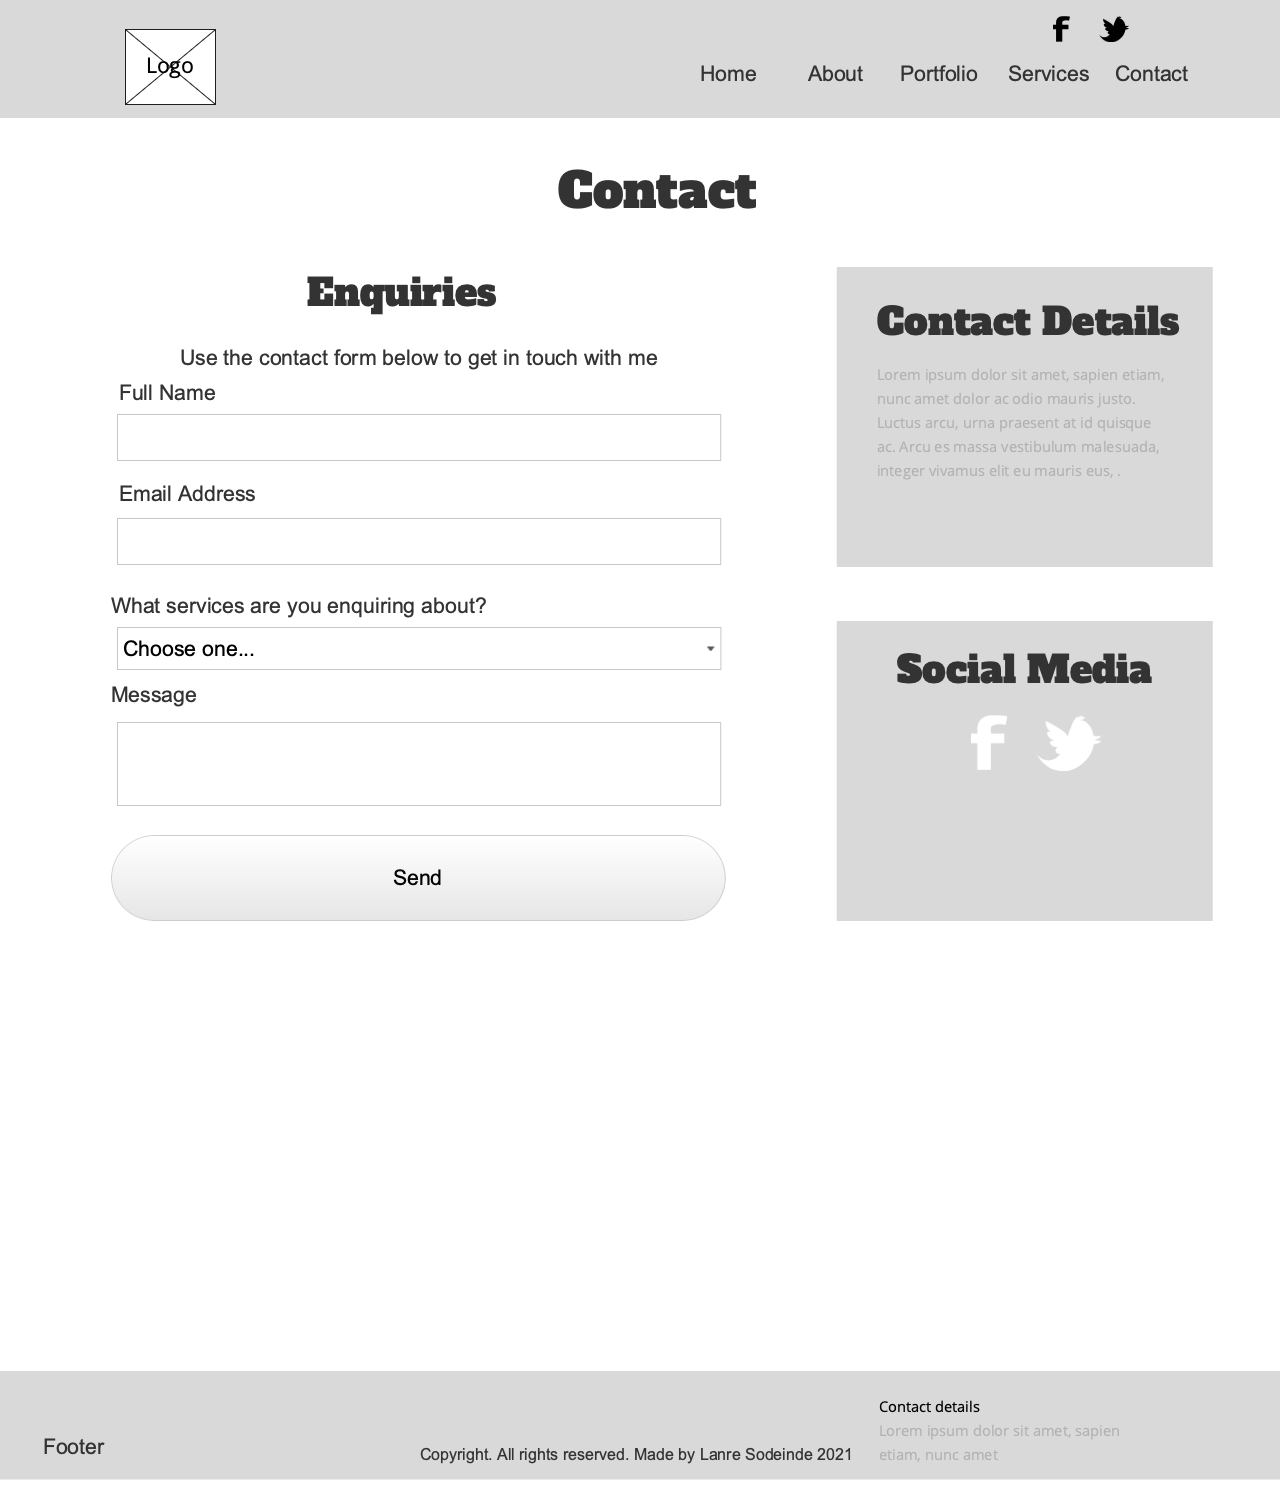 Logo
Home About Portfolio Services Contact
Contact
Enquiries
Use the contact form below to get in touch with me
Full Name
Email Address
What services are you enquiring about?
Choose one...
Message
Send
Contact Details
Lorem ipsum dolor sit amet, sapien etiam,
nunc amet dolor ac odio mauris justo.
Luctus arcu, urna praesent at id quisque
ac. Arcu es massa vestibulum malesuada,
integer vivamus elit eu mauris eus, .
Social Media
Footer
Copyright. All rights reserved. Made by Lanre Sodeinde 2021
Contact details
Lorem ipsum dolor sit amet, sapien
etiam, nunc amet